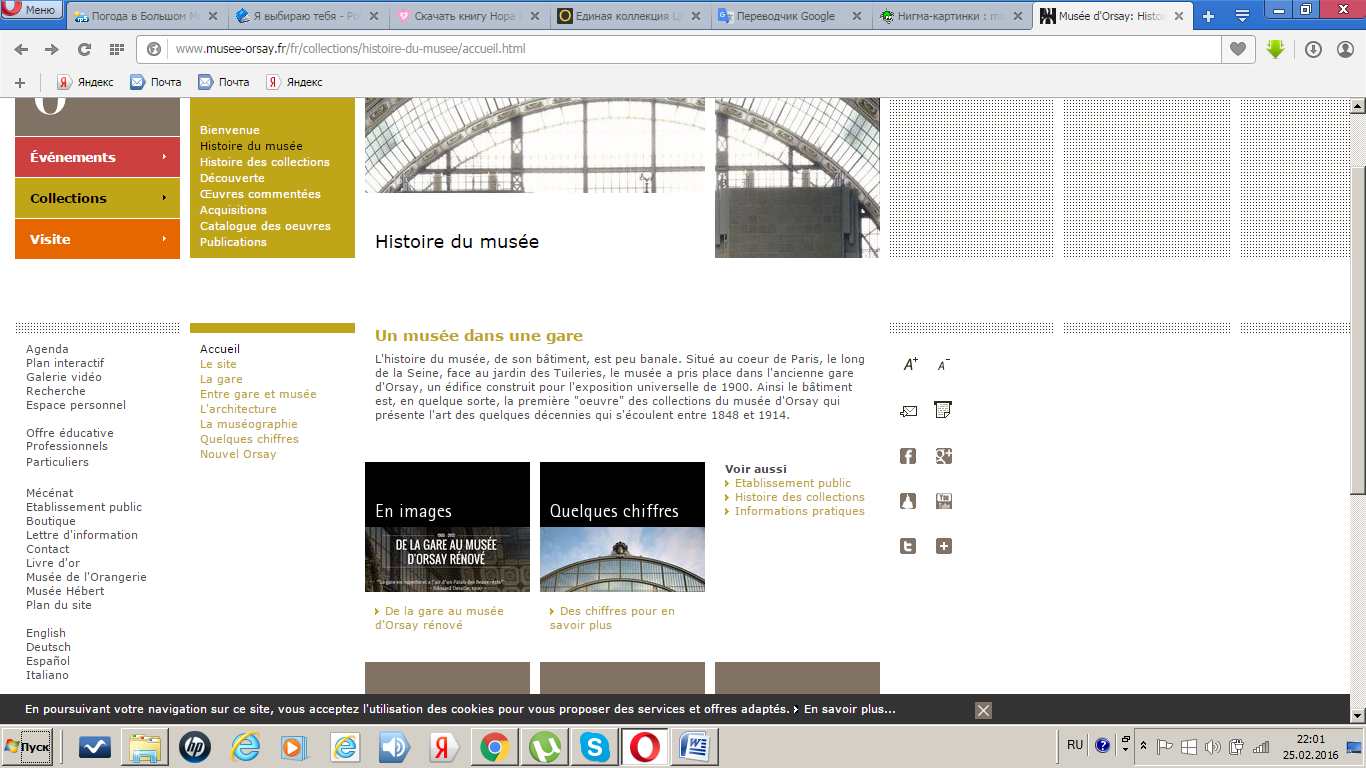 Меню
Погода в Большом М
Я выбираю тебя - Ро
Скачать книгу Нора
Единая коллекция Ц
Переводчик Google
Нигма-картинки : mu
Musée d'Orsay: Histoir
www.musee-orsay.fr/fr/collections/histoire-du-musee/accueil.html
Яндекс
Почта
Почта
Яндекс
Événements
Collections
Visite
Bienvenue
Histoire du musée
Histoire des collections
Découverte
Œuvres commentées
Acquisitions
Catalogue des oeuvres
Publications
Histoire du musée
Agenda
Plan interactif
Galerie vidéo
Recherche
Espace personnel
Offre éducative
Professionnels
Particuliers
Mécénat
Etablissement public
Boutique
Lettre d'information
Contact
Livre d'or
Musée de l'Orangerie
Musée Hébert
Plan du site
English
Deutsch
Español
Italiano
Accueil
Le site
La gare
Entre gare et musée
L'architecture
La muséographie
Quelques chiffres
Nouvel Orsay
Un musée dans une gare
L'histoire du musée, de son bâtiment, est peu banale. Situé au coeur de Paris, le long
de la Seine, face au jardin des Tuileries, le musée a pris place dans l'ancienne gare
d'Orsay, un édifice construit pour l'exposition universelle de 1900. Ainsi le bâtiment
est, en quelque sorte, la première "oeuvre" des collections du musée d'Orsay qui
présente l'art des quelques décennies qui s'écoulent entre 1848 et 1914.
En images
DE LA GARE AU MUSÉE
D'ORSAY RÉNOVÉ
De la gare au musée
d'Orsay rénové
Quelques chiffres
Des chiffres pour en
savoir plus
Voir aussi
Etablissement public
Histoire des collections
Informations pratiques
A+
A-
You
Tube
En poursuivant votre navigation sur ce site, vous acceptez l'utilisation des cookies pour vous proposer des services et offres adaptés. En savoir plus...
Пуск
RU
22:01
25.02.2016